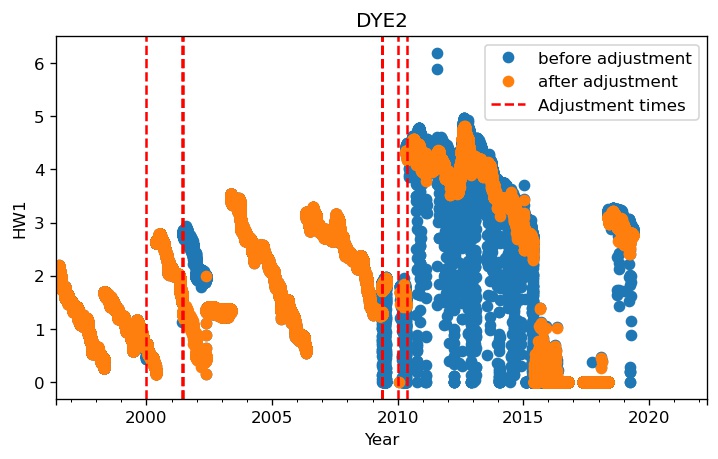 DYE2
before adjustment
after adjustment
Adjustment times
HW1
6
5
4
3
2
1
0
2000 2005 2010 2015 2020
Year